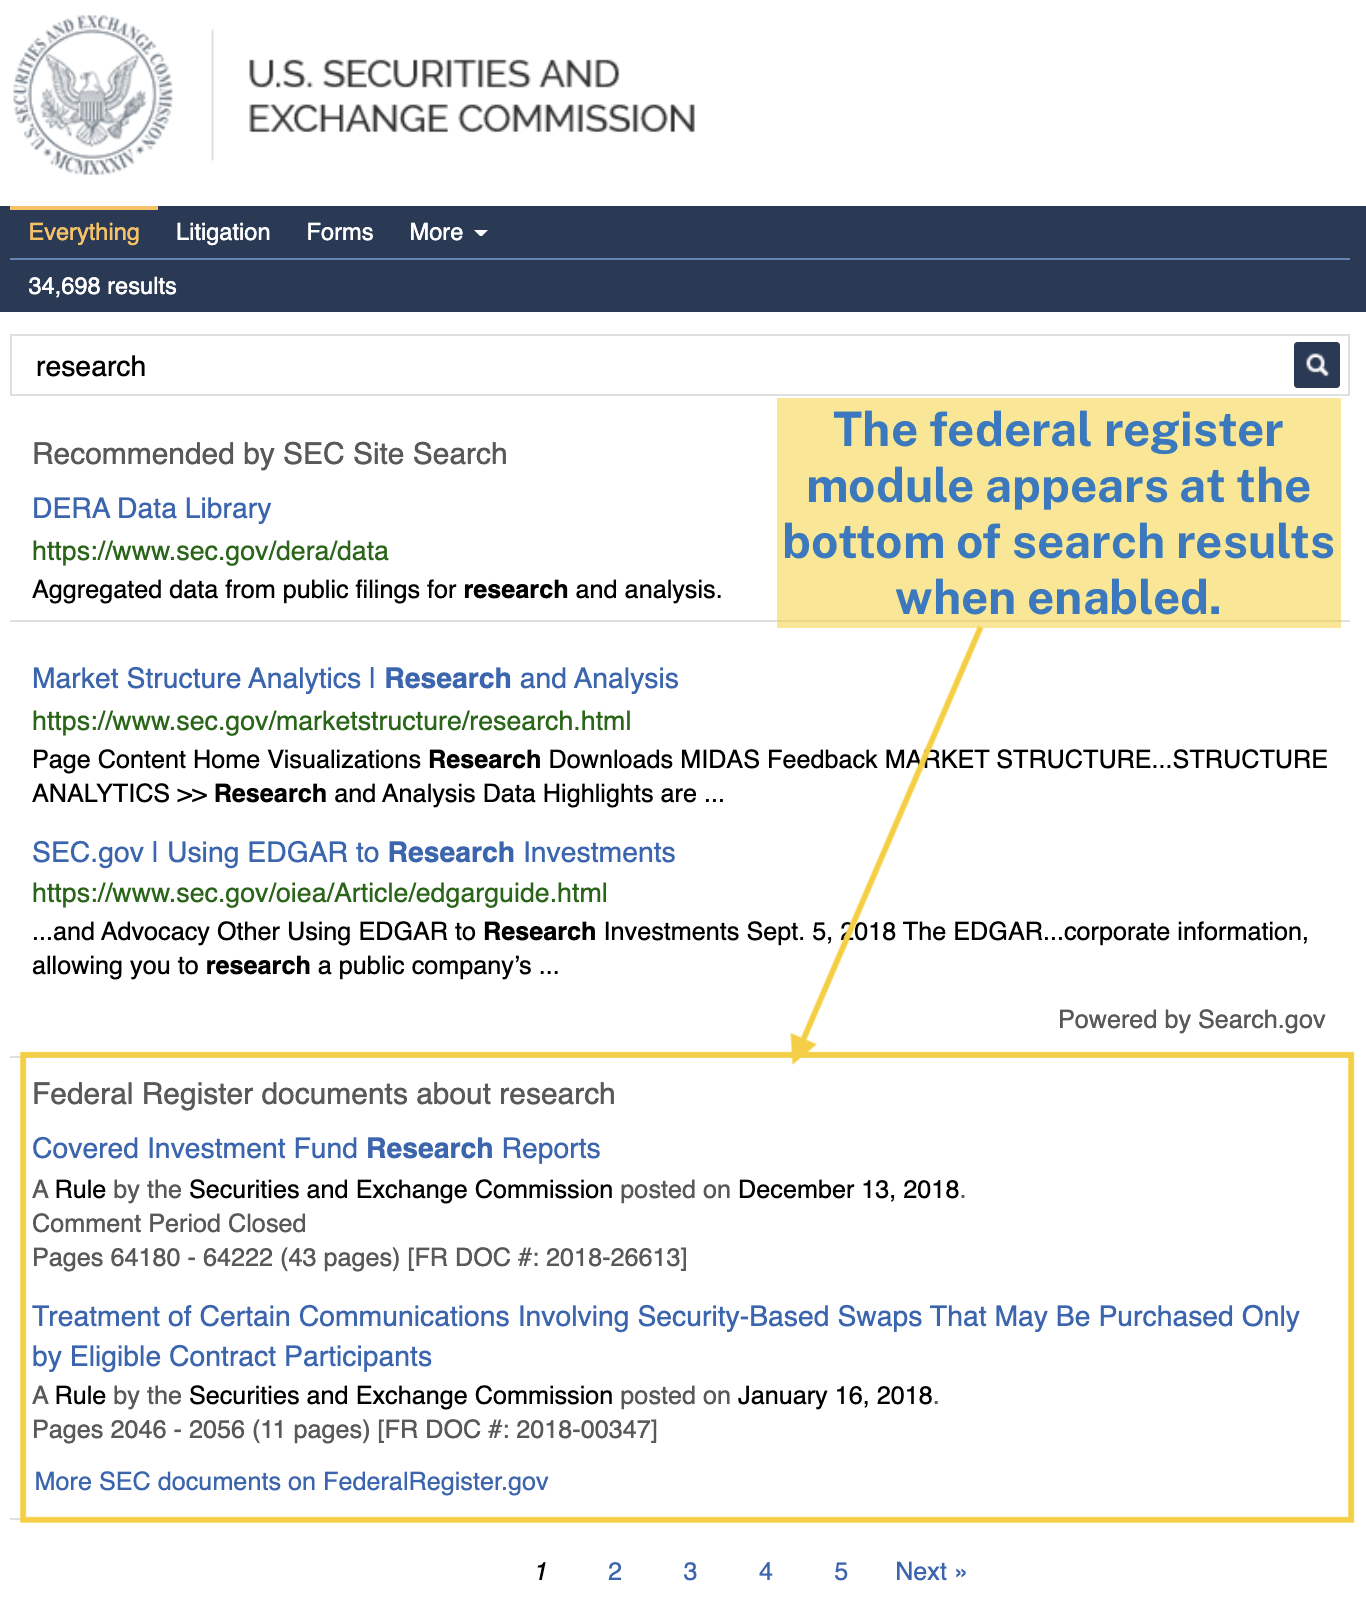 U.S. SECURITIES AND EXCHANGE COMMISSION
MCMXXXIV
U.S. SECURITIES AND
EXCHANGE COMMISSION
Everything Litigation Forms More
34,698 results
research
The federal register
module appears at the
bottom of search results
when enabled.
Recommended by SEC Site Search
DERA Data Library
https://www.sec.gov/dera/data
Aggregated data from public filings for research and analysis.
Market Structure Analytics | Research and Analysis
https://www.sec.gov/marketstructure/research.html
Page Content Home Visualizations Research Downloads MIDAS Feedback MARKET STRUCTURE...STRUCTURE
ANALYTICS >> Research and Analysis Data Highlights are ...
SEC.gov | Using EDGAR to Research Investments
https://www.sec.gov/oiea/Article/edgarguide.html
...and Advocacy Other Using EDGAR to Research Investments Sept. 5, 2018 The EDGAR...corporate information,
allowing you to research a public company’s ...
Powered by Search.gov
Federal Register documents about research
Covered Investment Fund Research Reports
A Rule by the Securities and Exchange Commission posted on December 13, 2018.
Comment Period Closed
Pages 64180 - 64222 (43 pages) [FR DOC #: 2018-26613]
Treatment of Certain Communications Involving Security-Based Swaps That May Be Purchased Only
by Eligible Contract Participants
A Rule by the Securities and Exchange Commission posted on January 16, 2018.
Pages 2046 - 2056 (11 pages) [FR DOC #: 2018-00347]
More SEC documents on FederalRegister.gov
1 2 3 4 5 Next »